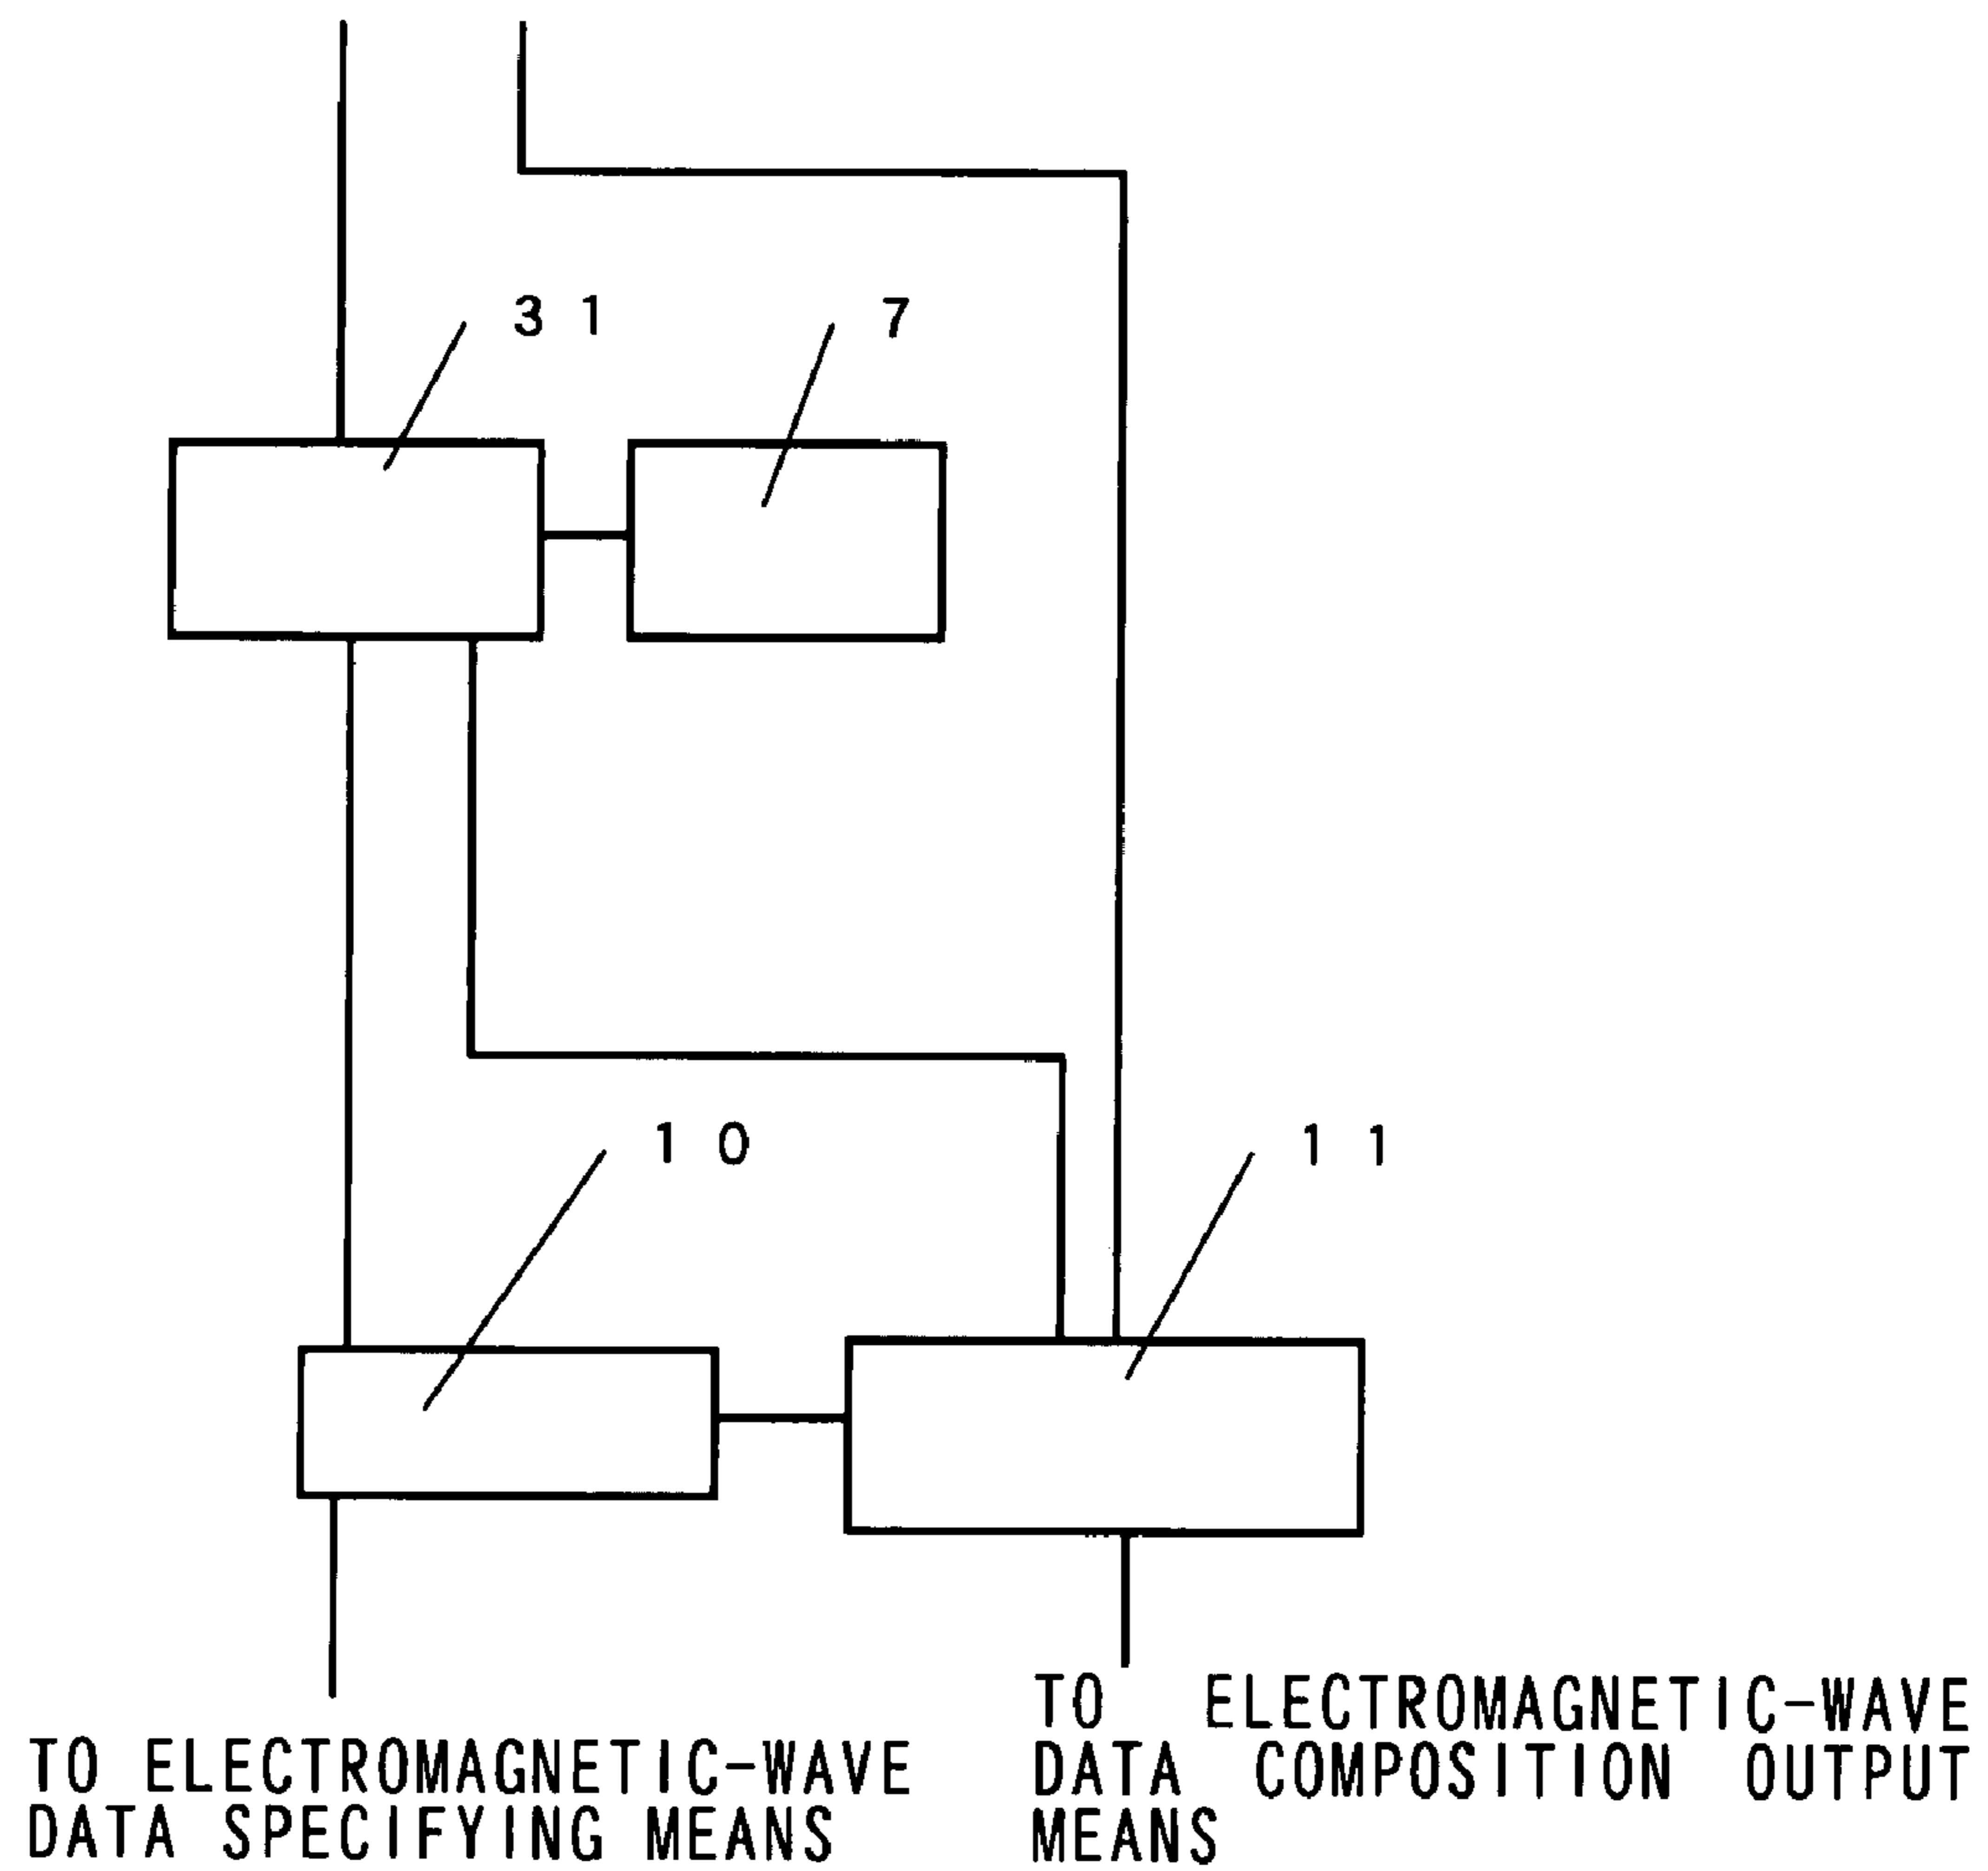 31
7
10
11
TO ELECTROMAGNETIC-WAVE
DATA SPECIFYING MEANS
TO ELECTROMAGNETIC-WAVE
DATA COMPOSITION OUTPUT
MEANS